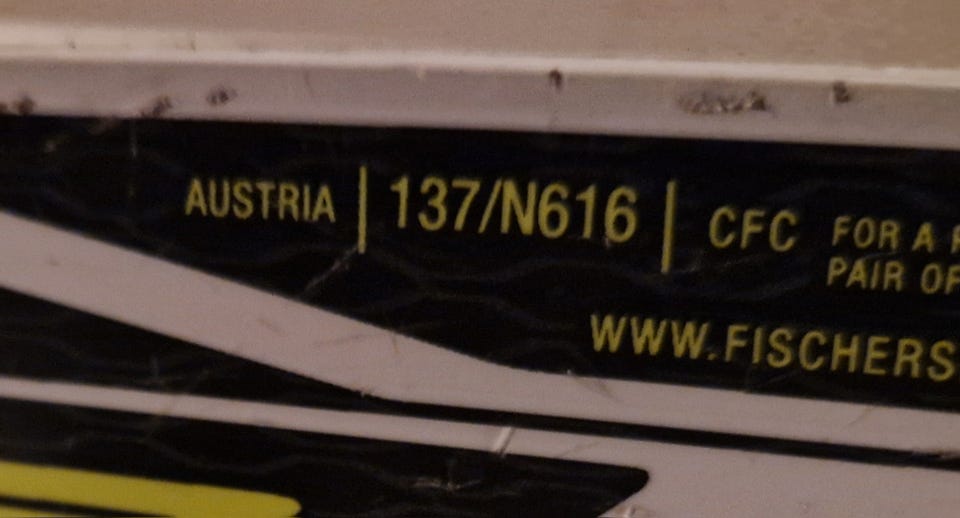 AUSTRIA | 137/N616 | CFC FOR A
PAIR OF
WWW.FISCHERS